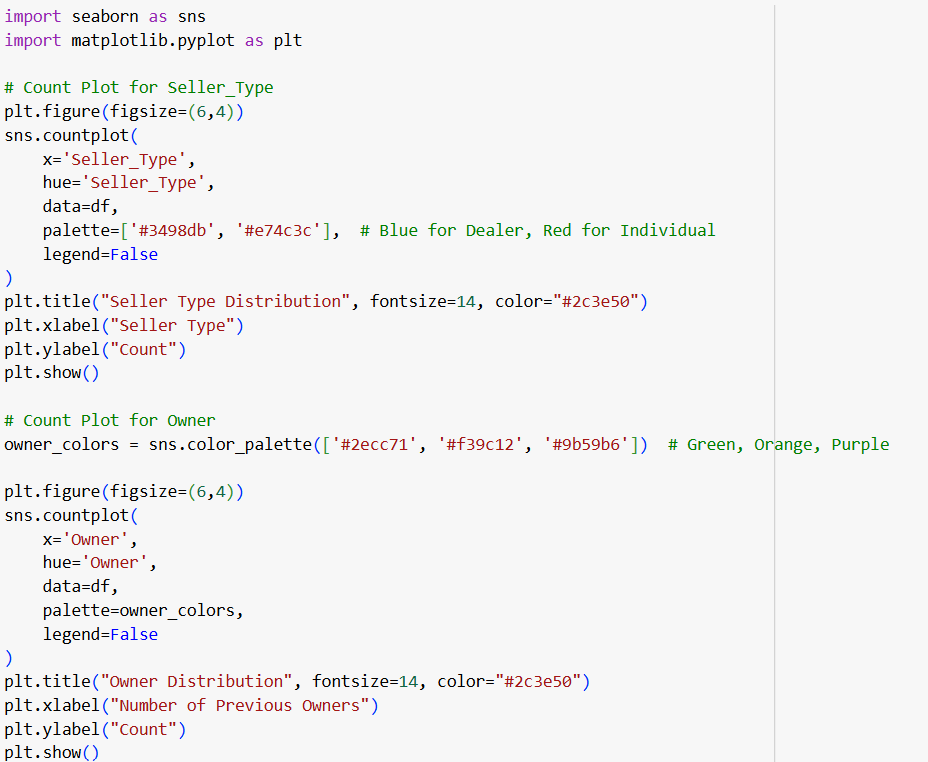 import seaborn as sns
import matplotlib.pyplot as plt

# Count Plot for Seller_Type
plt.figure(figsize=(6,4))
sns.countplot(
    x='Seller_Type',
    hue='Seller_Type',
    data=df,
    palette=['#3498db', '#e74c3c'],  # Blue for Dealer, Red for Individual
    legend=False
)
plt.title("Seller Type Distribution", fontsize=14, color="#2c3e50")
plt.xlabel("Seller Type")
plt.ylabel("Count")
plt.show()

# Count Plot for Owner
owner_colors = sns.color_palette(['#2ecc71', '#f39c12', '#9b59b6'])  # Green, Orange, Purple

plt.figure(figsize=(6,4))
sns.countplot(
    x='Owner',
    hue='Owner',
    data=df,
    palette=owner_colors,
    legend=False
)
plt.title("Owner Distribution", fontsize=14, color="#2c3e50")
plt.xlabel("Number of Previous Owners")
plt.ylabel("Count")
plt.show()